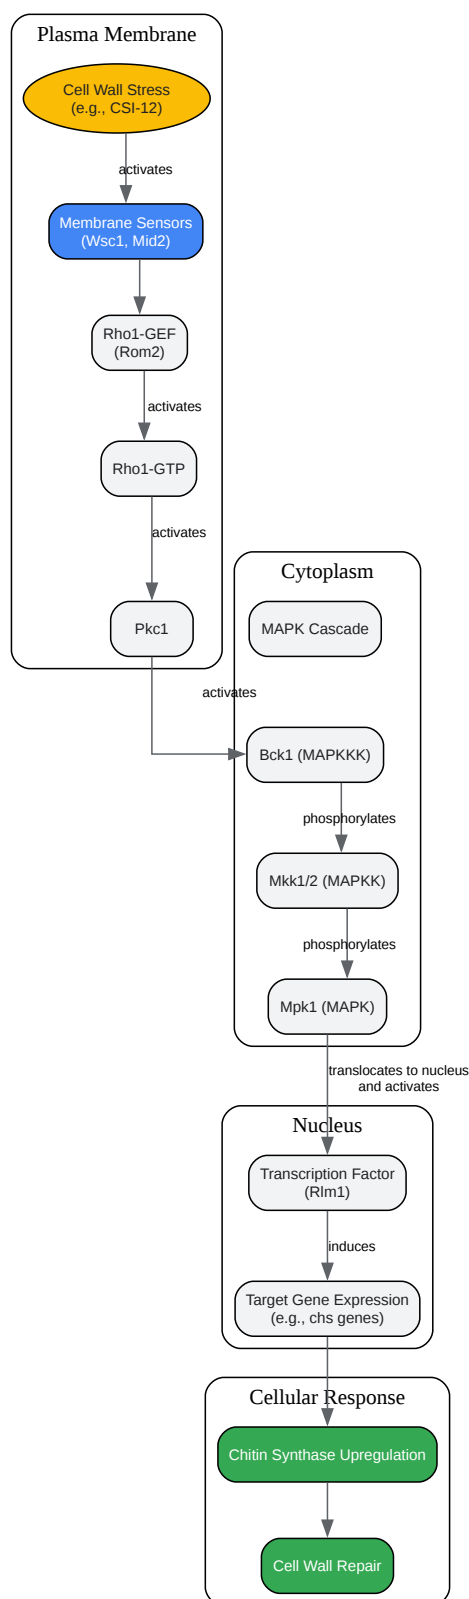 Plasma Membrane
Cell Wall Stress
(e.g., CSI-12)
activates
Membrane Sensors
(Wsc1, Mid2)
Rho1-GEF
(Rom2)
activates
Rho1-GTP
activates
Pkc1
Cytoplasm
MAPK Cascade
activates
Bck1 (MAPKKK)
phosphorylates
Mkk1/2 (MAPKK)
phosphorylates
Mpk1 (MAPK)
translocates to nucleus
and activates
Nucleus
Transcription Factor
(Rlm1)
induces
Target Gene Expression
(e.g., chs genes)
Cellular Response
Chitin Synthase Upregulation
Cell Wall Repair